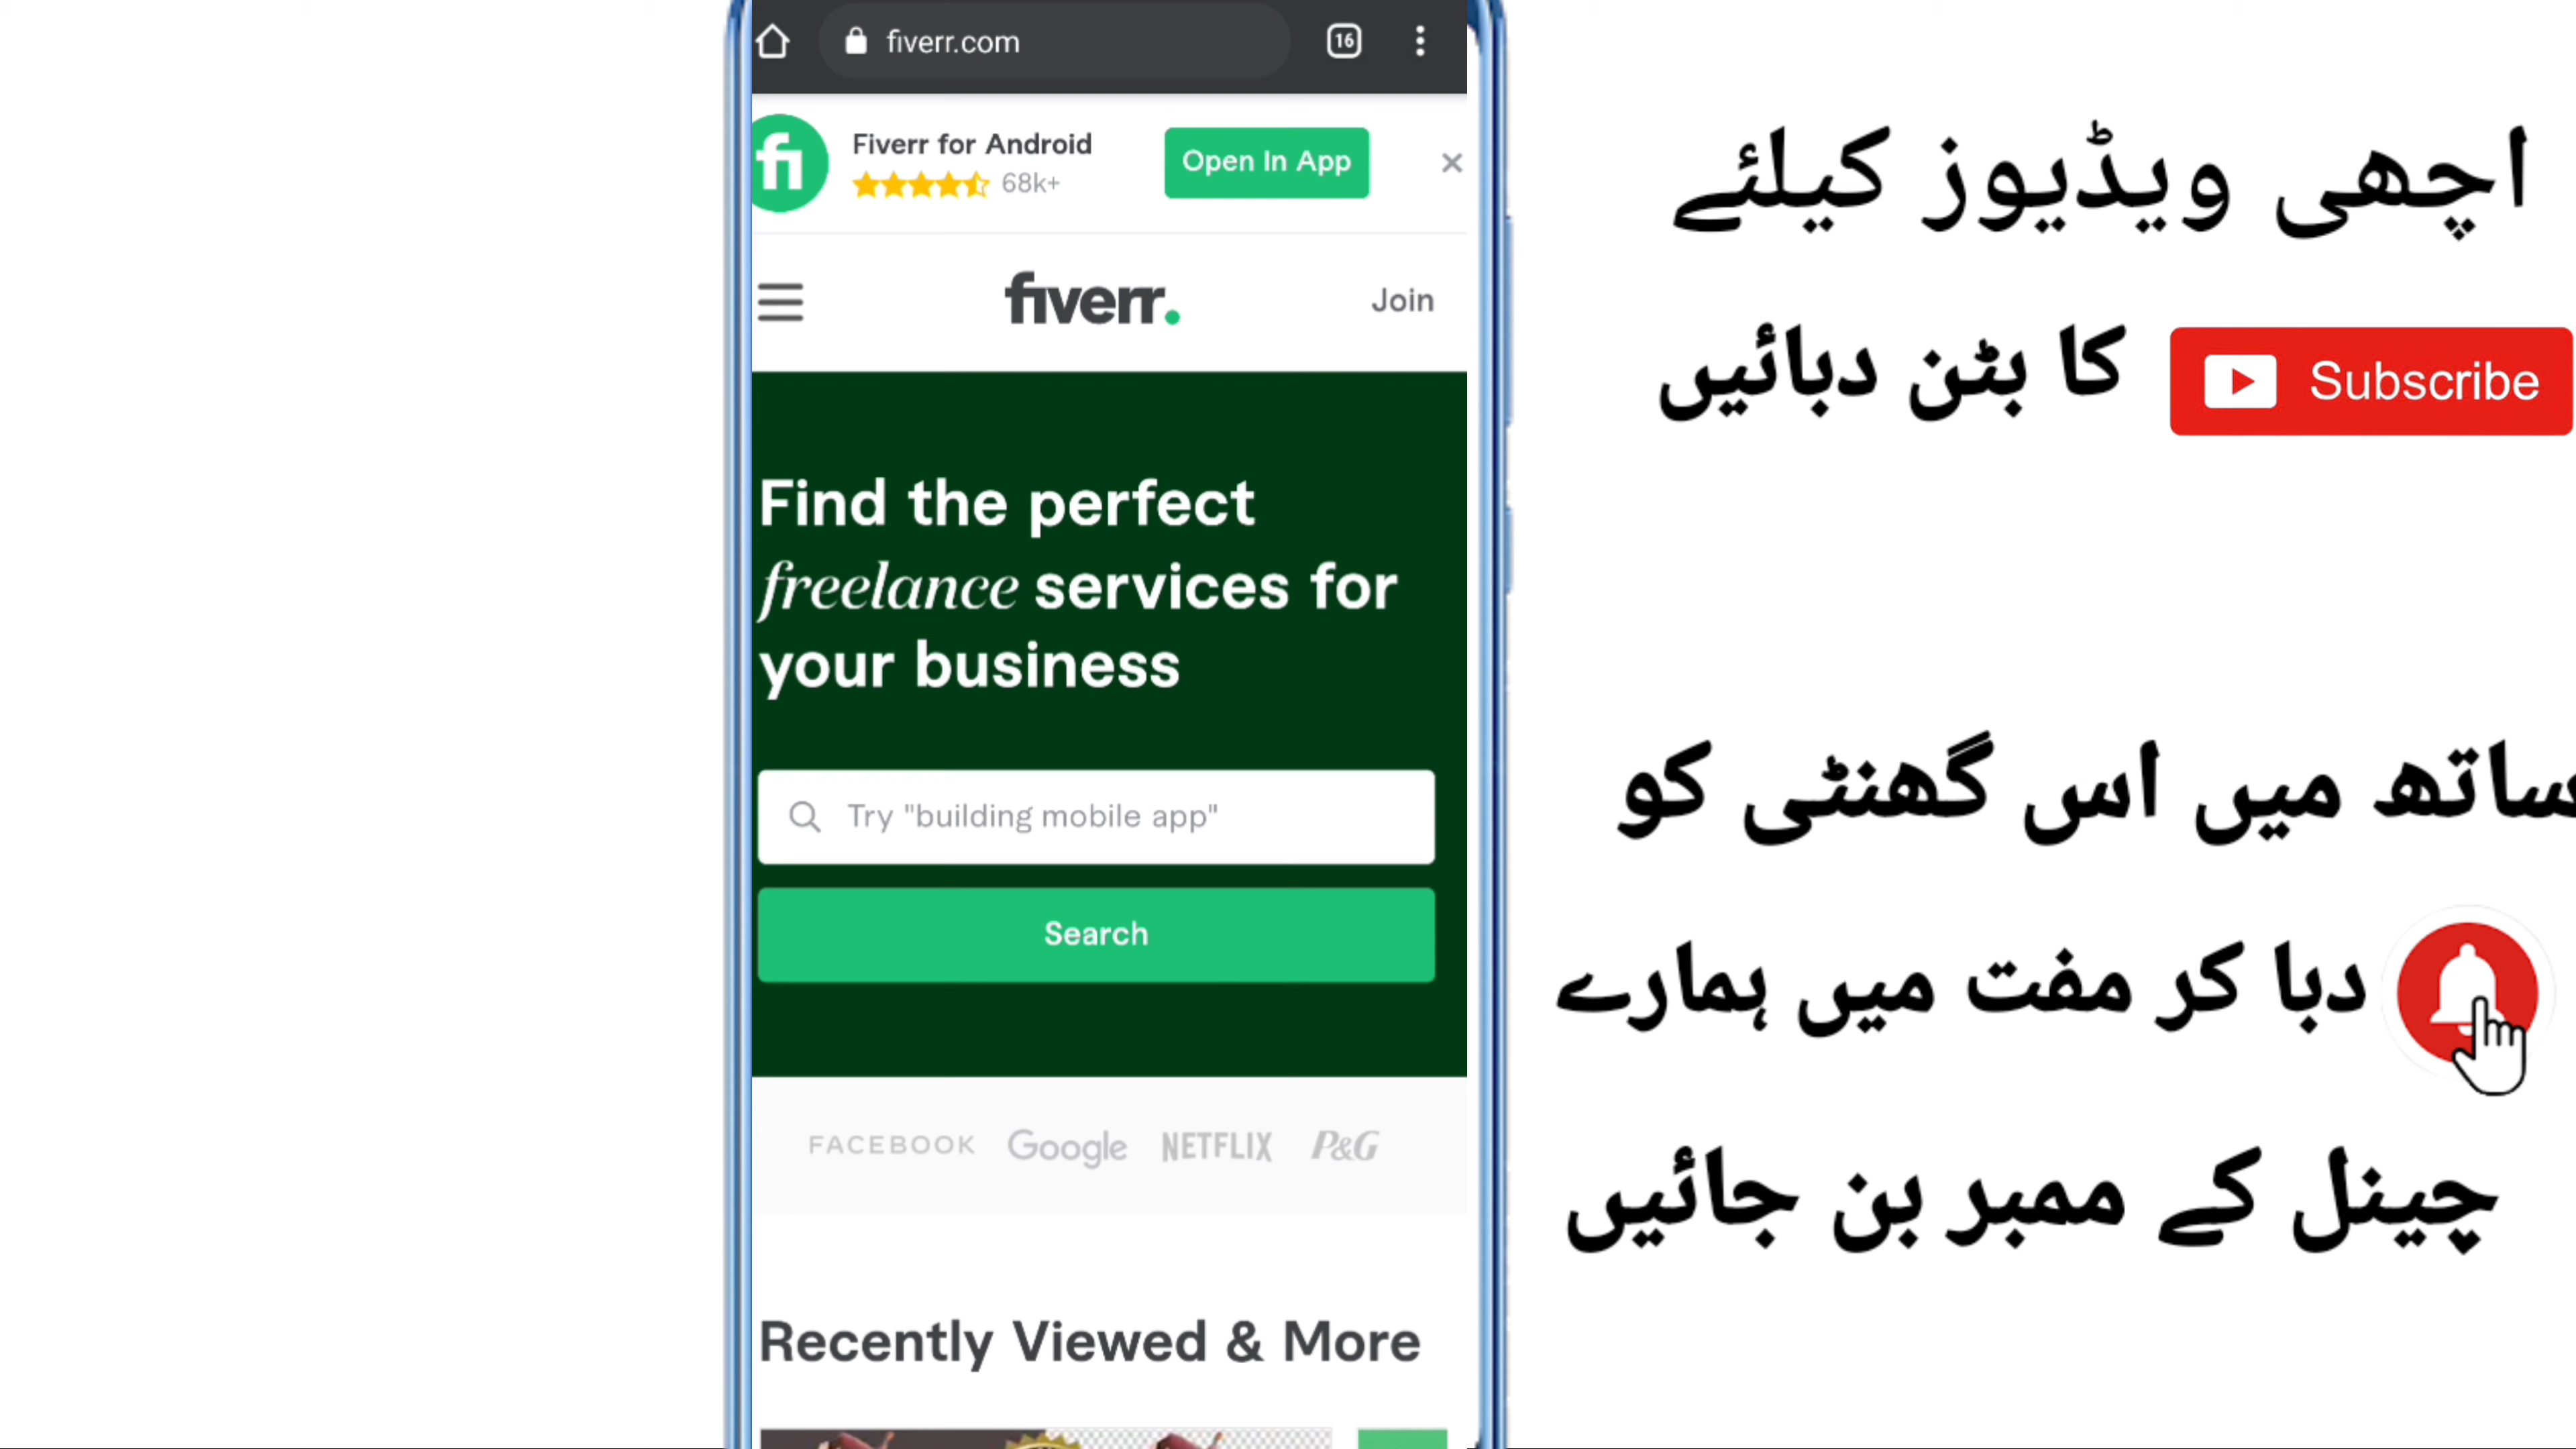 16 fiverr.com
fi Fiverr for Android Open In App
68k+
fiverr. Join
Find the perfect
freelance services for
your business
Try "building mobile app"
Search
FACEBOOK Google NETFLIX P&G
Recently Viewed & More
اچھی ویڈیوز کیلئے
Subscribe کا بٹن دبائیں
ساتھ میں اس گھنٹی کو
دبا کر مفت میں ہمارے
چینل کے ممبر بن جائیں